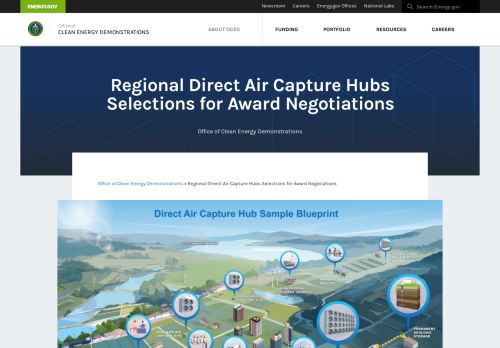 ENERGY.GOV
Newsroom Careers Energy.gov Offices National Labs Search Energy.gov
Office of
CLEAN ENERGY DEMONSTRATIONS
ABOUT OCED FUNDING PORTFOLIO RESOURCES CAREERS
Regional Direct Air Capture Hubs
Selections for Award Negotiations
Office of Clean Energy Demonstrations
Office of Clean Energy Demonstrations » Regional Direct Air Capture Hubs Selections for Award Negotiations
Direct Air Capture Hub Sample Blueprint
PERMANENT
GEOLOGIC
STORAGE